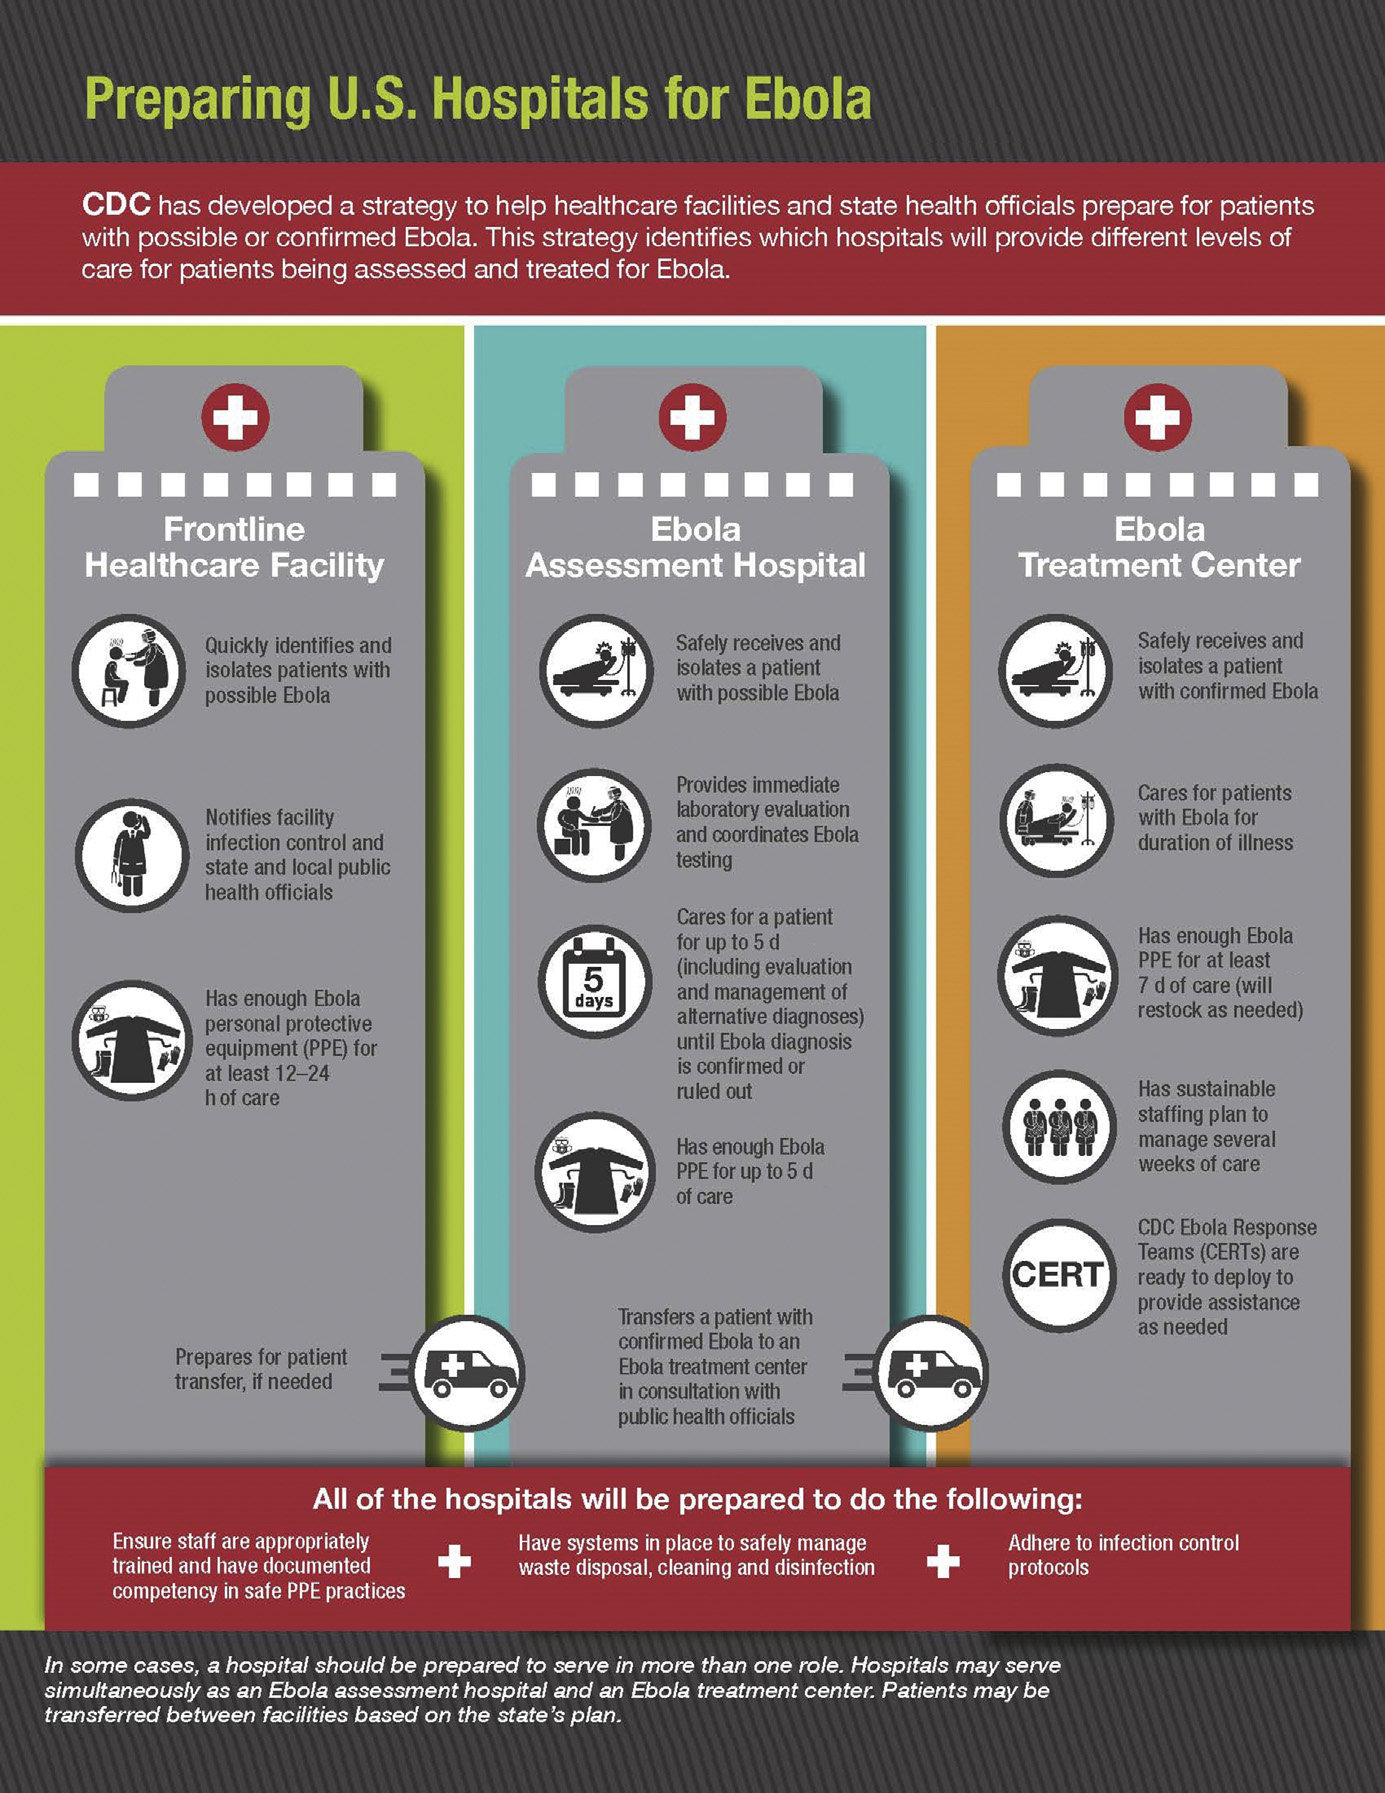 Preparing U.S. Hospitals for Ebola
CDC has developed a strategy to help healthcare facilities and state health officials prepare for patients
with possible or confirmed Ebola. This strategy identifies which hospitals will provide different levels of
care for patients being assessed and treated for Ebola.
Frontline
Healthcare Facility
Quickly identifies and
isolates patients with
possible Ebola
Notifies facility
infection control and
state and local public
health officials
Has enough Ebola
personal protective
equipment (PPE) for
at least 12–24
h of care
Prepares for patient
transfer, if needed
Ebola
Assessment Hospital
Safely receives and
isolates a patient
with possible Ebola
Provides immediate
laboratory evaluation
and coordinates Ebola
testing
5
days
Cares for a patient
for up to 5 d
(including evaluation
and management of
alternative diagnoses)
until Ebola diagnosis
is confirmed or
ruled out
Has enough Ebola
PPE for up to 5 d
of care
Transfers a patient with
confirmed Ebola to an
Ebola treatment center
in consultation with
public health officials
Ebola
Treatment Center
Safely receives and
isolates a patient
with confirmed Ebola
Cares for patients
with Ebola for
duration of illness
Has enough Ebola
PPE for at least
7 d of care (will
restock as needed)
Has sustainable
staffing plan to
manage several
weeks of care
CERT
CDC Ebola Response
Teams (CERTs) are
ready to deploy to
provide assistance
as needed
All of the hospitals will be prepared to do the following:
Ensure staff are appropriately
trained and have documented
competency in safe PPE practices
Have systems in place to safely manage
waste disposal, cleaning and disinfection
Adhere to infection control
protocols
In some cases, a hospital should be prepared to serve in more than one role. Hospitals may serve
simultaneously as an Ebola assessment hospital and an Ebola treatment center. Patients may be
transferred between facilities based on the state's plan.